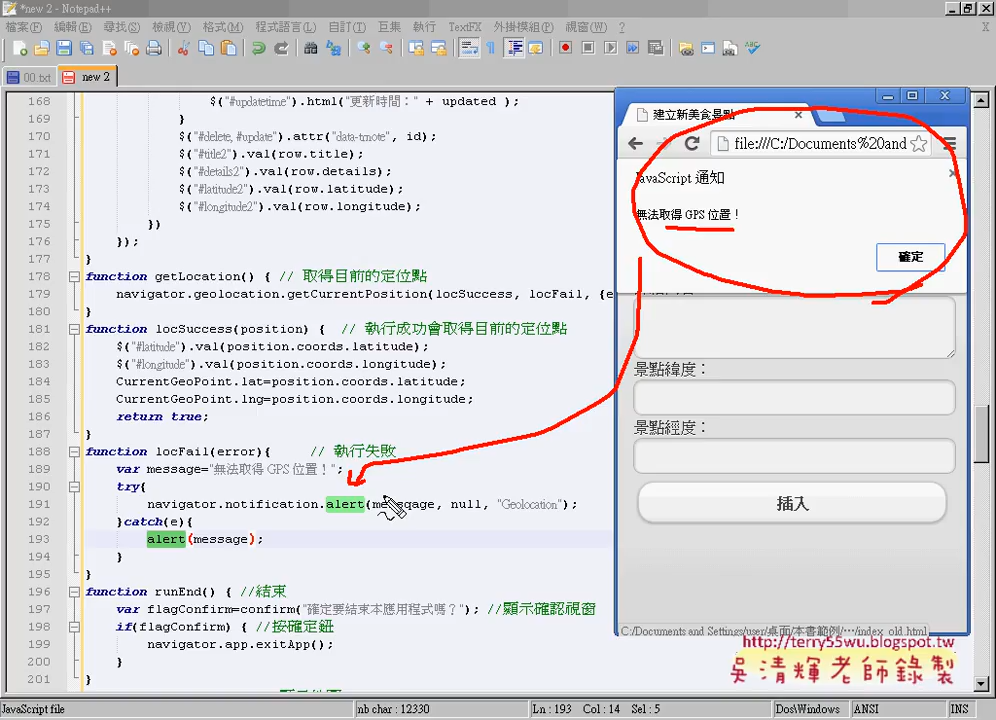 *new 2 - Notepad++
檔案(F) 編輯(E) 尋找(S) 檢視(V) 格式(M) 程式語言(L) 自訂(T) 巨集 執行 TextFX 外掛模組(P) 視窗(W) ? X
00.txt new 2
168 $("#updatetime").html("更新時間：" + updated );
169 }
170 $("#delete, #update").attr("data-tmote", id);
171 $("#title2").val(row.title);
172 $("#details2").val(row.details);
173 $("#latitude2").val(row.latitude);
174 $("#longitude2").val(row.longitude);
175 })
176 });
177 }
178 function getLocation() { // 取得目前的定位點
179 navigator.geolocation.getCurrentPosition(locSuccess, locFail, {e
180 }
181 function locSuccess(position) { // 執行成功會取得目前的定位點
182 $("#latitude").val(position.coords.latitude);
183 $("#longitude").val(position.coords.longitude);
184 CurrentGeoPoint.lat=position.coords.latitude;
185 CurrentGeoPoint.lng=position.coords.longitude;
186 return true;
187 }
188 function locFail(error){ // 執行失敗
189 var message="無法取得 GPS 位置！";
190 try{
191 navigator.notification.alert(message, null, "Geolocation");
192 }catch(e){
193 alert(message);
194 }
195 }
196 function runEnd() { //結束
197 var flagConfirm=confirm("確定要結束本應用程式嗎？"); //顯示確認視窗
198 if(flagConfirm) { //按確定鈕
199 navigator.app.exitApp();
200 }
201 }
建立新美食景點
file:///C:/Documents%20and
JavaScript 通知
無法取得 GPS 位置！
確定
景點緯度：
景點經度：
插入
C:/Documents and Settings/user/桌面/本書範例/…/index_old.html
http://terry55wu.blogspot.tw
吳清輝老師錄製
JavaScript file nb char : 12330 Ln : 193 Col : 14 Sel : 5 Dos\Windows ANSI INS